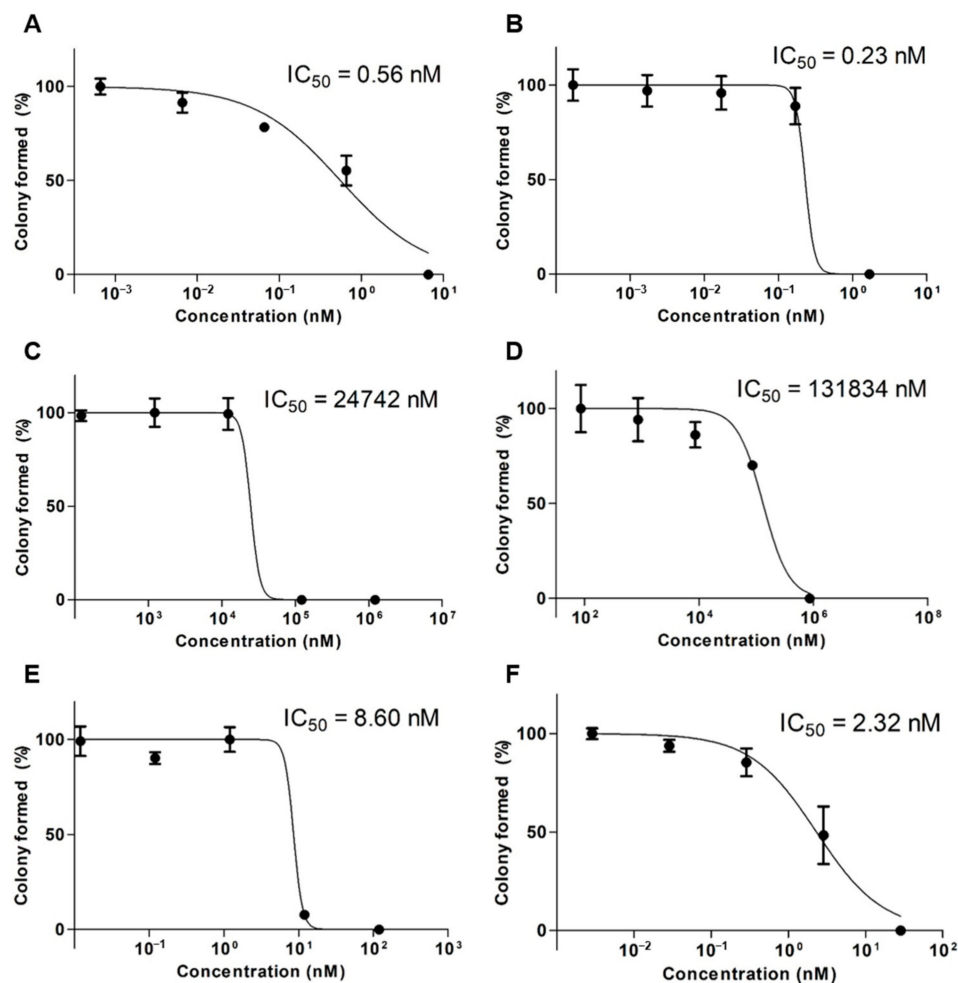 A
IC50 = 0.56 nM
Colony formed (%)
100
50
0
10−3 10−2 10−1 100 101
Concentration (nM)
B
IC50 = 0.23 nM
Colony formed (%)
100
50
0
10−3 10−2 10−1 100 101
Concentration (nM)
C
IC50 = 24742 nM
Colony formed (%)
100
50
0
103 104 105 106 107
Concentration (nM)
D
IC50 = 131834 nM
Colony formed (%)
100
50
0
102 104 106 108
Concentration (nM)
E
IC50 = 8.60 nM
Colony formed (%)
100
50
0
10−1 100 101 102 103
Concentration (nM)
F
IC50 = 2.32 nM
Colony formed (%)
100
50
0
10−2 10−1 100 101 102
Concentration (nM)